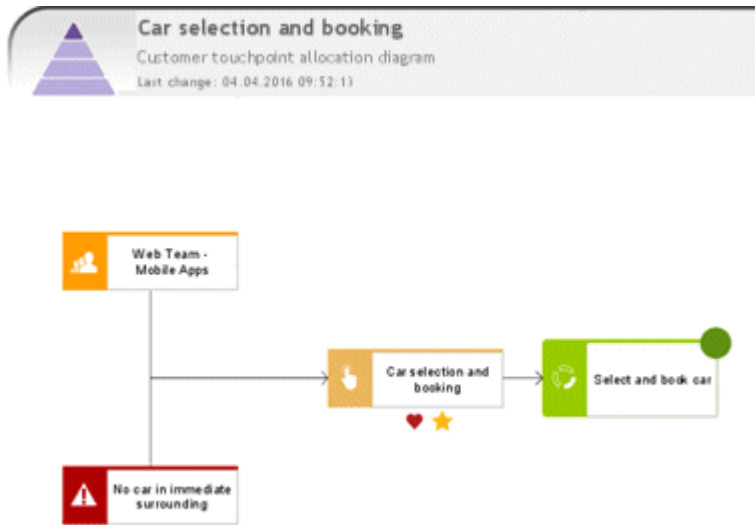 Car selection and booking
Customer touchpoint allocation diagram
Last change: 04.04.2016 09:52:13
Web Team -
Mobile Apps
Car selection and
booking
Select and book car
No car in immediate
surrounding